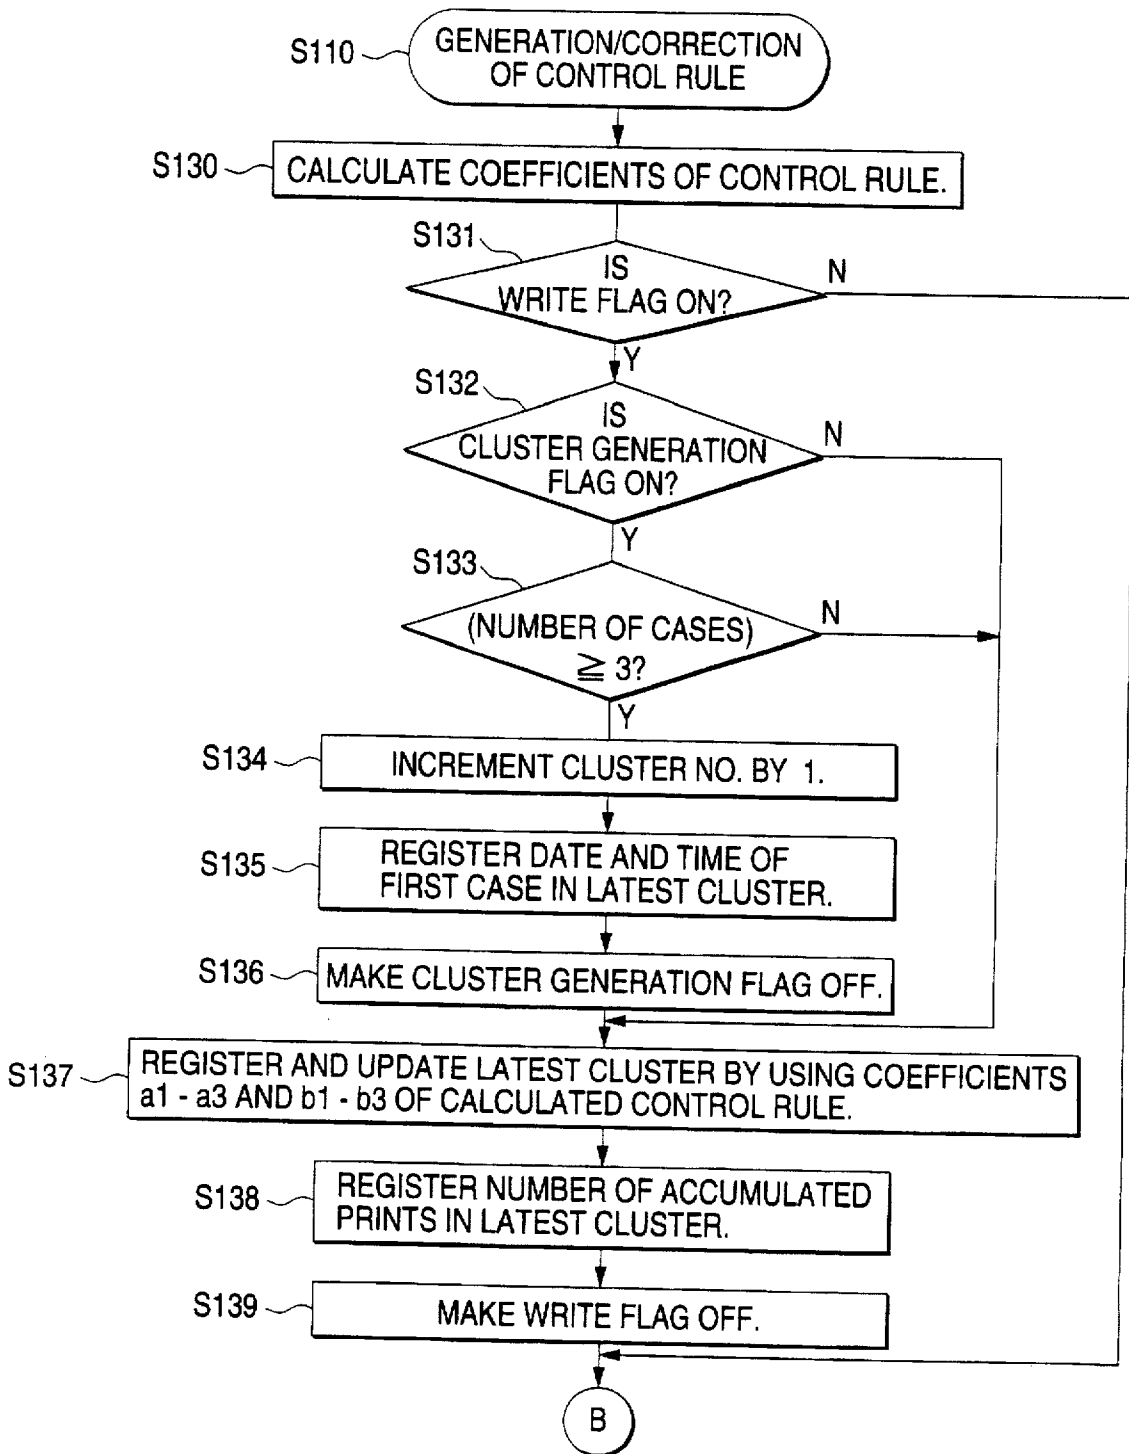 S110
GENERATION/CORRECTION
OF CONTROL RULE
S130
CALCULATE COEFFICIENTS OF CONTROL RULE.
S131
IS
WRITE FLAG ON?
N
Y
S132
IS
CLUSTER GENERATION
FLAG ON?
N
Y
S133
(NUMBER OF CASES)
≧ 3?
N
Y
S134
INCREMENT CLUSTER NO. BY 1.
S135
REGISTER DATE AND TIME OF
FIRST CASE IN LATEST CLUSTER.
S136
MAKE CLUSTER GENERATION FLAG OFF.
S137
REGISTER AND UPDATE LATEST CLUSTER BY USING COEFFICIENTS
a1 - a3 AND b1 - b3 OF CALCULATED CONTROL RULE.
S138
REGISTER NUMBER OF ACCUMULATED
PRINTS IN LATEST CLUSTER.
S139
MAKE WRITE FLAG OFF.
B